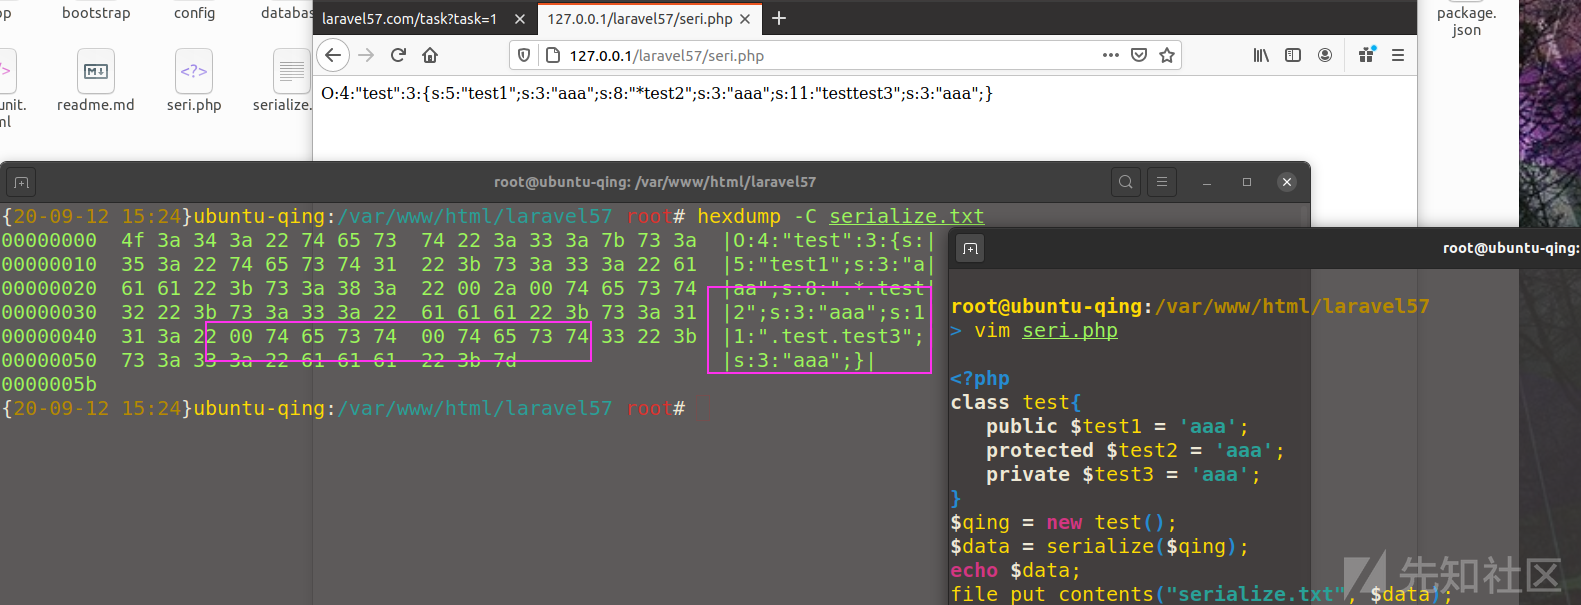 op
bootstrap
config
databas
laravel57.com/task?task=1
127.0.0.1/laravel57/seri.php
package.
json
127.0.0.1/laravel57/seri.php
unit.
ml
readme.md
seri.php
serialize.
O:4:"test":3:{s:5:"test1";s:3:"aaa";s:8:"*test2";s:3:"aaa";s:11:"testtest3";s:3:"aaa";}
root@ubuntu-qing: /var/www/html/laravel57
{20-09-12 15:24}ubuntu-qing:/var/www/html/laravel57 root# hexdump -C serialize.txt
00000000  4f 3a 34 3a 22 74 65 73  74 22 3a 33 3a 7b 73 3a  |O:4:"test":3:{s:|
00000010  35 3a 22 74 65 73 74 31  22 3b 73 3a 33 3a 22 61  |5:"test1";s:3:"a|
00000020  61 61 22 3b 73 3a 38 3a  22 00 2a 00 74 65 73 74  |aa";s:8:".*.test|
00000030  32 22 3b 73 3a 33 3a 22  61 61 61 22 3b 73 3a 31  |2";s:3:"aaa";s:1|
00000040  31 3a 22 00 74 65 73 74  00 74 65 73 74 33 22 3b  |1:".test.test3";|
00000050  73 3a 33 3a 22 61 61 61  22 3b 7d  |s:3:"aaa";}|
0000005b
{20-09-12 15:24}ubuntu-qing:/var/www/html/laravel57 root#
root@ubuntu-qing:
root@ubuntu-qing:/var/www/html/laravel57
> vim seri.php
<?php
class test{
public $test1 = 'aaa';
protected $test2 = 'aaa';
private $test3 = 'aaa';
}
$qing = new test();
$data = serialize($qing);
echo $data;
file_put_contents("serialize.txt", $data);
先知社区